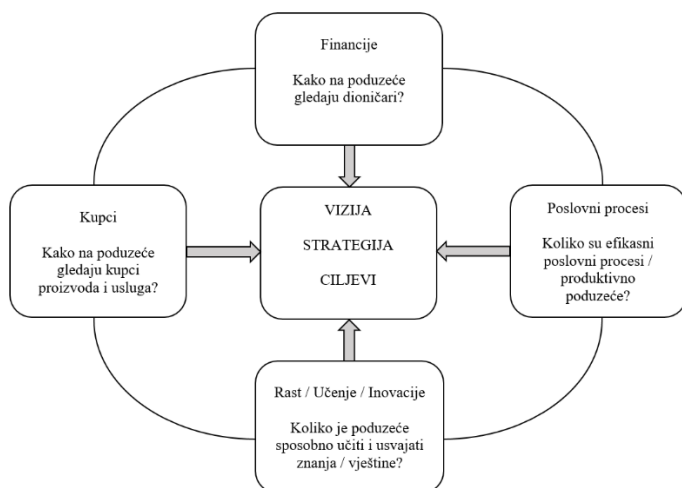 Financije
Kako na poduzeće
gledaju dioničari?
Kupci
Kako na poduzeće
gledaju kupci
proizvoda i usluga?
VIZIJA
STRATEGIJA
CILJEVI
Poslovni procesi
Koliko su efikasni
poslovni procesi /
produktivno
poduzeće?
Rast / Učenje / Inovacije
Koliko je poduzeće
sposobno učiti i usvajati
znanja / vještine?